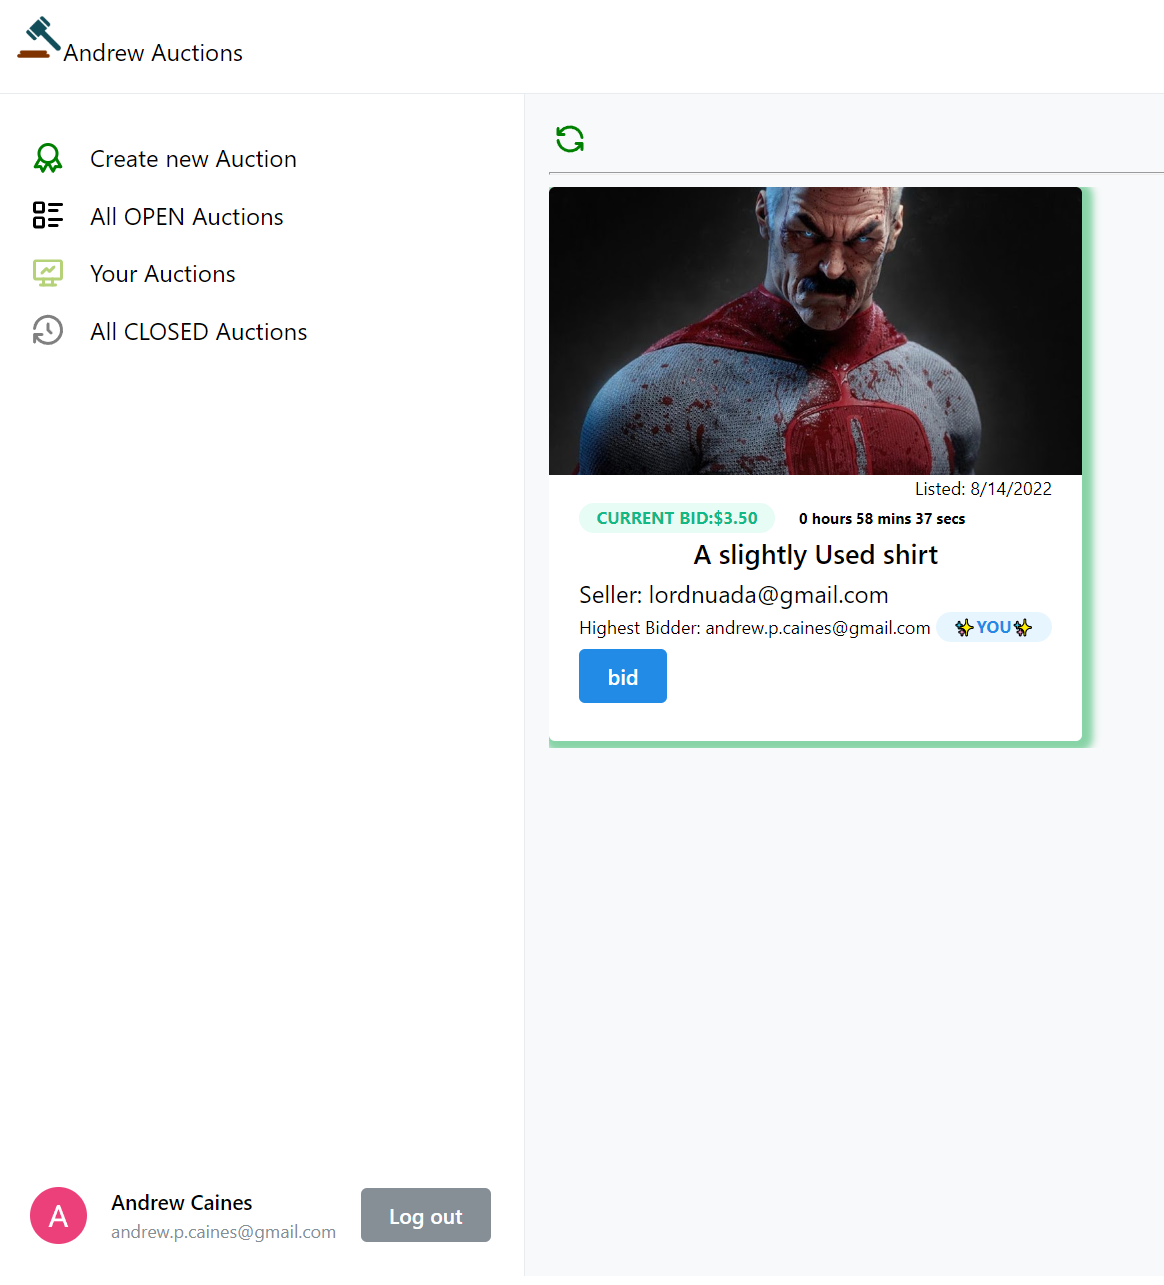 Andrew Auctions
Create new Auction
All OPEN Auctions
Your Auctions
All CLOSED Auctions
Listed: 8/14/2022
CURRENT BID:$3.50 0 hours 58 mins 37 secs
A slightly Used shirt
Seller: lordnuada@gmail.com
Highest Bidder: andrew.p.caines@gmail.com ✨YOU✨
bid
A
Andrew Caines
andrew.p.caines@gmail.com
Log out